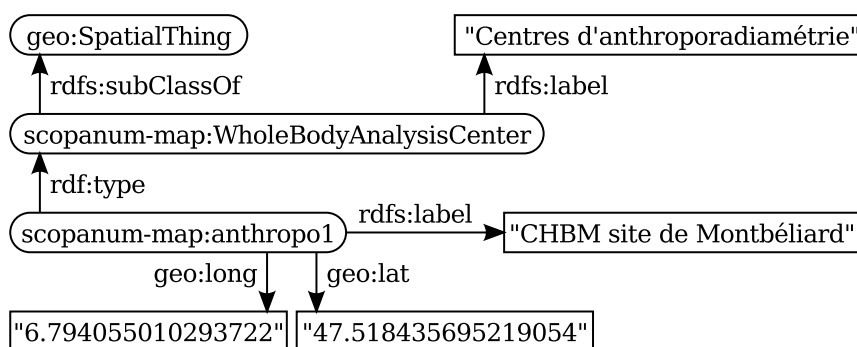 geo:SpatialThing
"Centres d'anthroporadiamétrie"
rdfs:subClassOf
rdfs:label
scopanum-map:WholeBodyAnalysisCenter
rdf:type
rdfs:label
scopanum-map:anthropo1
"CHBM site de Montbéliard"
geo:long
geo:lat
"6.794055010293722"
"47.518435695219054"